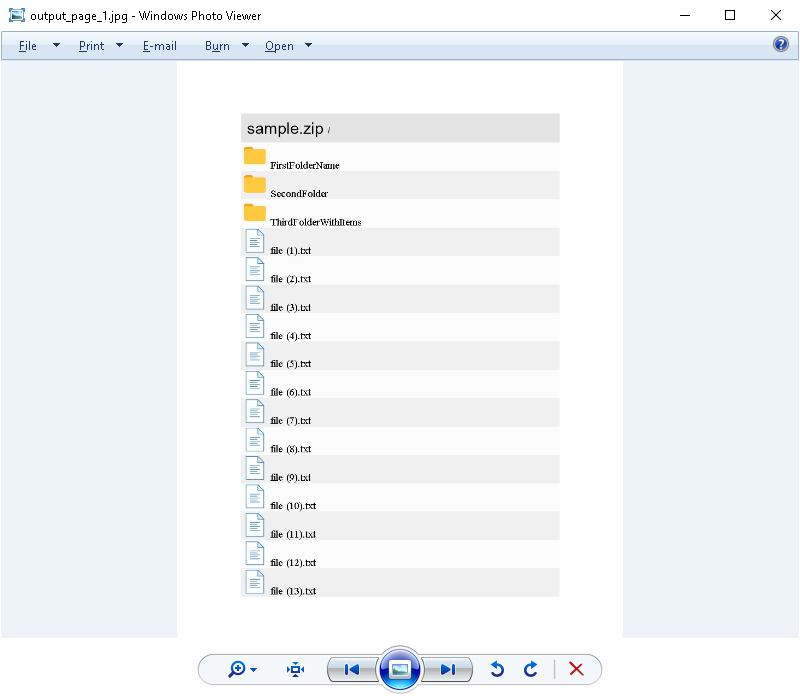 output_page_1.jpg - Windows Photo Viewer
File Print E-mail Burn Open ?
sample.zip /
FirstFolderName
SecondFolder
ThirdFolderWithItems
file (1).txt
file (2).txt
file (3).txt
file (4).txt
file (5).txt
file (6).txt
file (7).txt
file (8).txt
file (9).txt
file (10).txt
file (11).txt
file (12).txt
file (13).txt